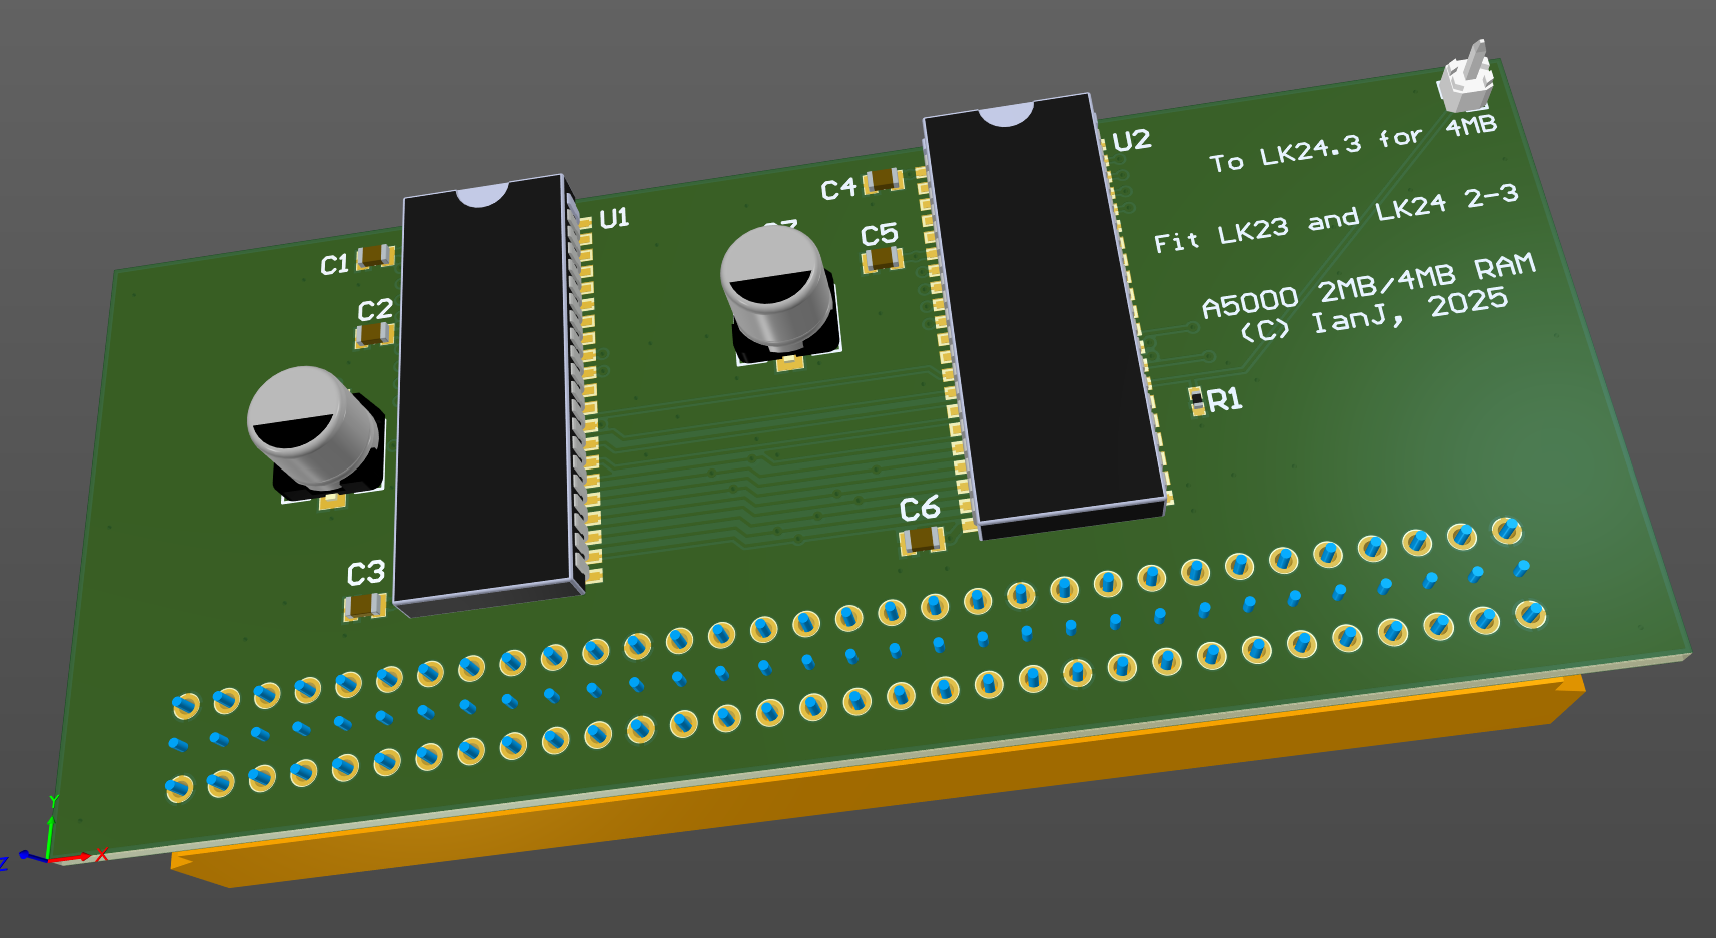 To LK24.3 for 4MB
Fit LK23 and LK24 2-3
A5000 2MB/4MB RAM
(C) IanJ, 2025
U2
U1
C4
C5
C1
C2
R1
C6
C3
Y
X
Z